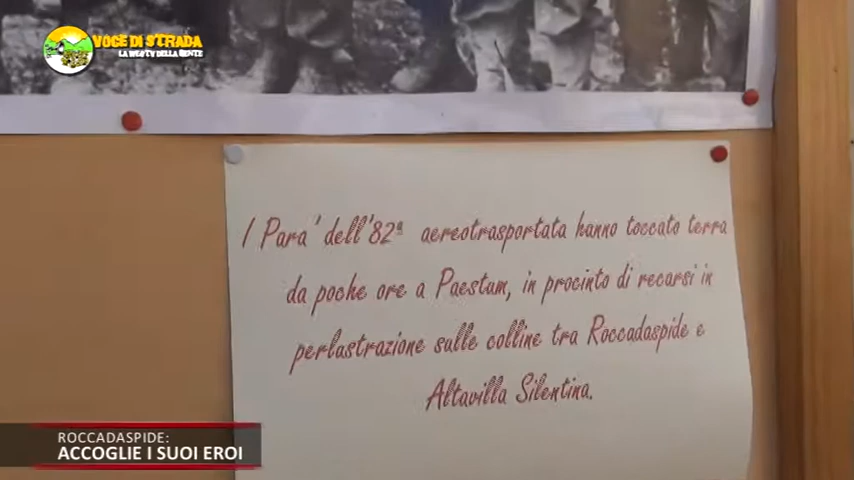 VOCE DI STRADA
LA WEB TV DELLA GENTE
I Para' dell'82ª aereotrasportata hanno toccato terra
da poche ore a Paestum, in procinto di recarsi in
perlustrazione sulle colline tra Roccadaspide e
Altavilla Silentina.
ROCCADASPIDE:
ACCOGLIE I SUOI EROI